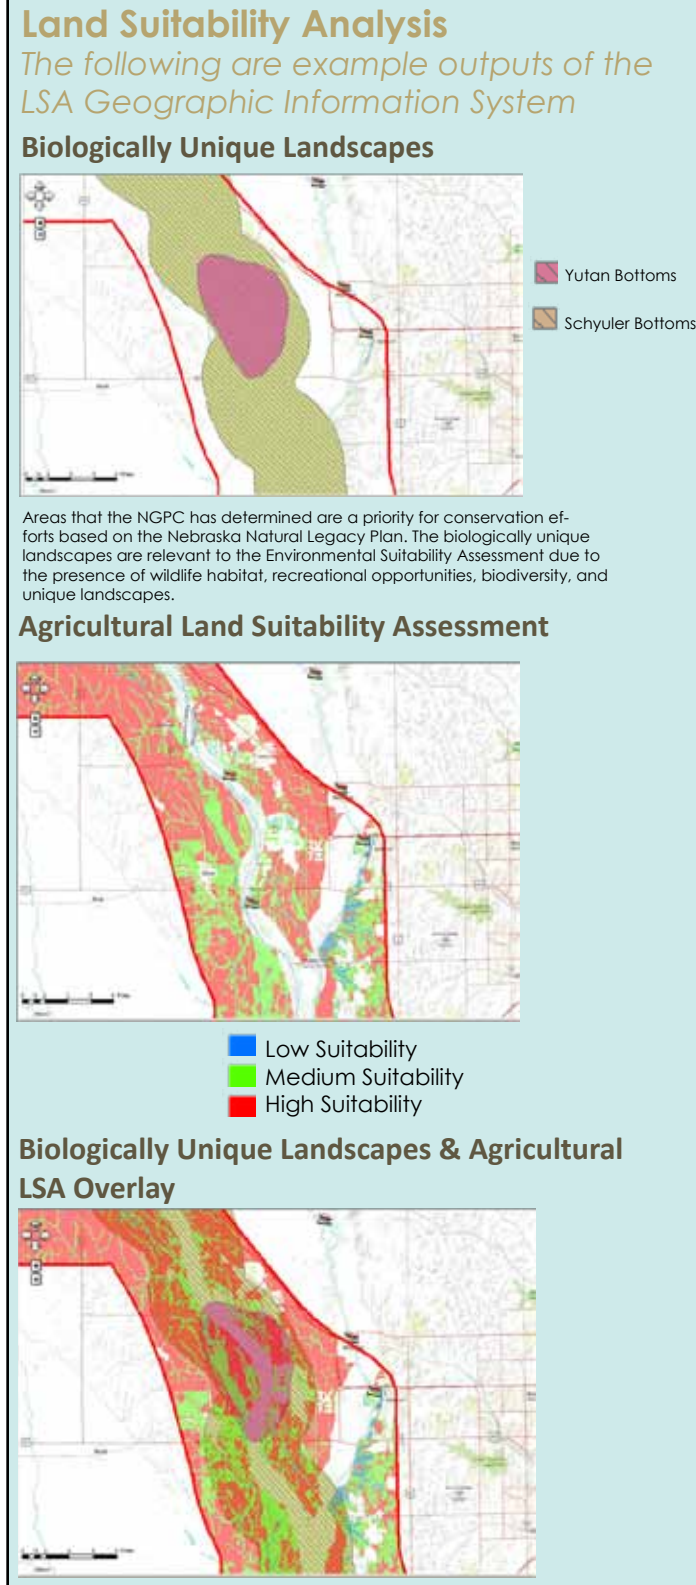 Land Suitability Analysis
The following are example outputs of the
LSA Geographic Information System
Biologically Unique Landscapes
Yutan Bottoms
Schyuler Bottoms
Areas that the NGPC has determined are a priority for conservation ef-
forts based on the Nebraska Natural Legacy Plan. The biologically unique
landscapes are relevant to the Environmental Suitability Assessment due to
the presence of wildlife habitat, recreational opportunities, biodiversity, and
unique landscapes.
Agricultural Land Suitability Assessment
Low Suitability
Medium Suitability
High Suitability
Biologically Unique Landscapes & Agricultural
LSA Overlay